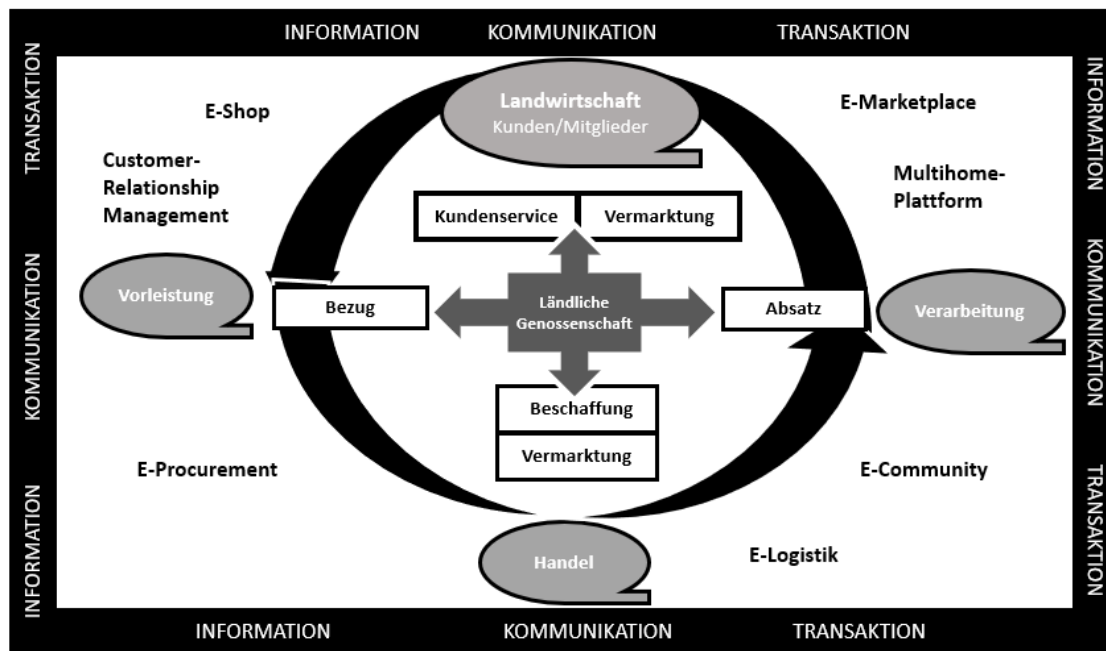 INFORMATION KOMMUNIKATION TRANSAKTION
TRANSAKTION
KOMMUNIKATION
INFORMATION
E-Shop
Customer-
Relationship
Management
Landwirtschaft
Kunden/Mitglieder
E-Marketplace
Multihome-
Plattform
Kundenservice Vermarktung
Vorleistung
Bezug
Ländliche
Genossenschaft
Absatz
Verarbeitung
Beschaffung
Vermarktung
E-Procurement
E-Community
Handel
E-Logistik
INFORMATION
KOMMUNIKATION
TRANSAKTION
INFORMATION KOMMUNIKATION TRANSAKTION